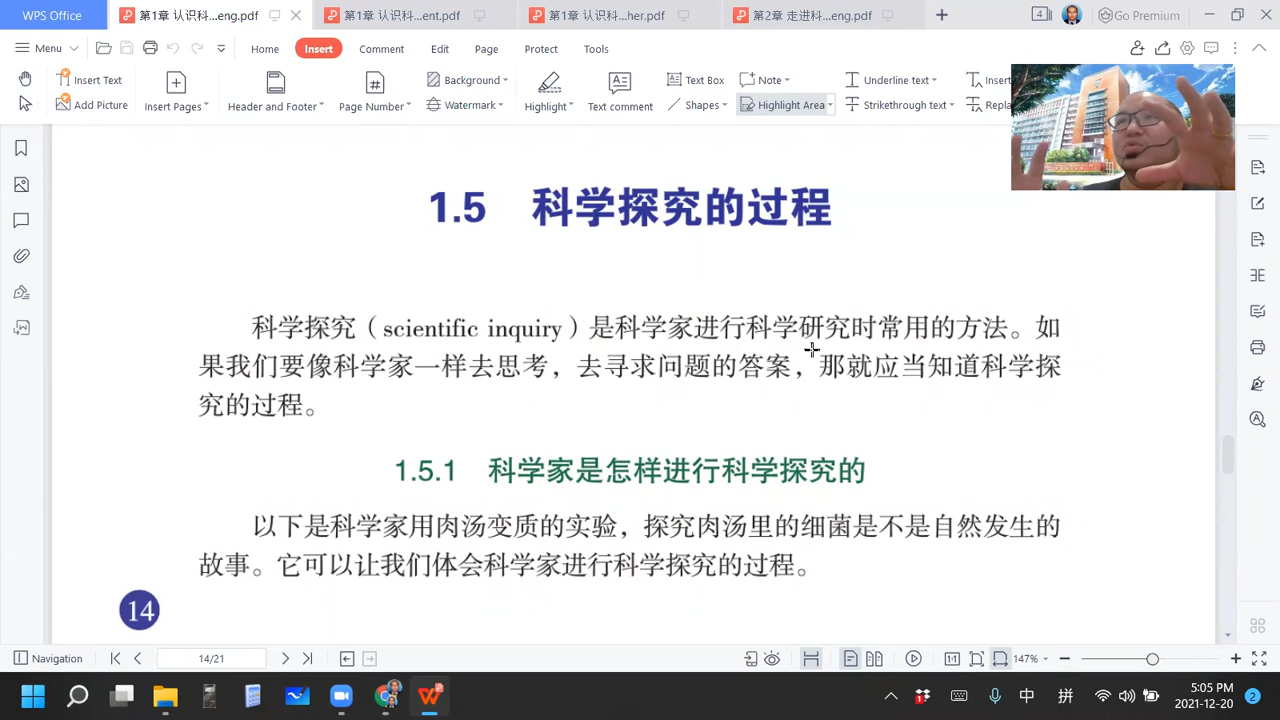 WPS Office
第1章 认识科...eng.pdf
第1章 认识科...ent.pdf
第1章 认识科...her.pdf
第2章 走进科...eng.pdf
4
Go Premium
Menu
Home
Insert
Comment
Edit
Page
Protect
Tools
Insert Text
Add Picture
Insert Pages
Header and Footer
Page Number
Background
Watermark
Highlight
Text comment
Text Box
Shapes
Note
Highlight Area
Underline text
Strikethrough text
1.5 科学探究的过程
科学探究（scientific inquiry）是科学家进行科学研究时常用的方法。如
果我们要像科学家一样去思考，去寻求问题的答案，那就应当知道科学探
究的过程。
1.5.1 科学家是怎样进行科学探究的
以下是科学家用肉汤变质的实验，探究肉汤里的细菌是不是自然发生的
故事。它可以让我们体会科学家进行科学探究的过程。
14
Navigation
14/21
147%
中
拼
5:05 PM
2021-12-20
2